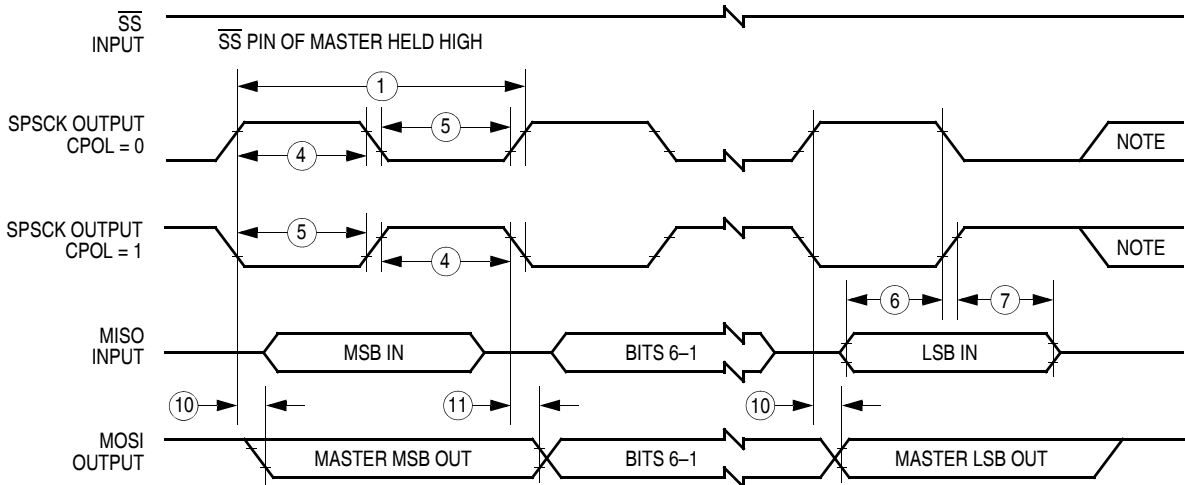 SS
INPUT
SS PIN OF MASTER HELD HIGH
1
SPSCK OUTPUT
CPOL = 0
5
4
NOTE
SPSCK OUTPUT
CPOL = 1
5
4
NOTE
6
7
MISO
INPUT
MSB IN
BITS 6–1
LSB IN
10
11
10
MOSI
OUTPUT
MASTER MSB OUT
BITS 6–1
MASTER LSB OUT